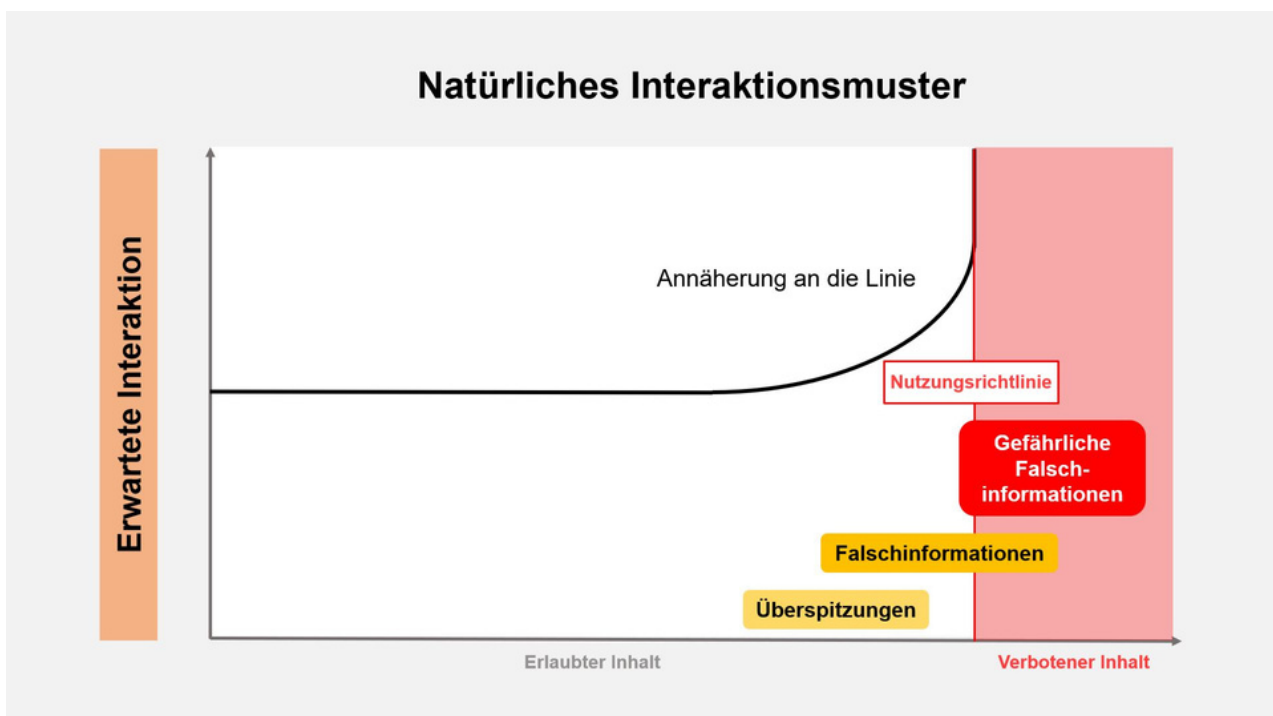 Natürliches Interaktionsmuster
Erwartete Interaktion
Annäherung an die Linie
Nutzungsrichtlinie
Gefährliche
Falsch-
informationen
Falschinformationen
Überspitzungen
Erlaubter Inhalt
Verbotener Inhalt